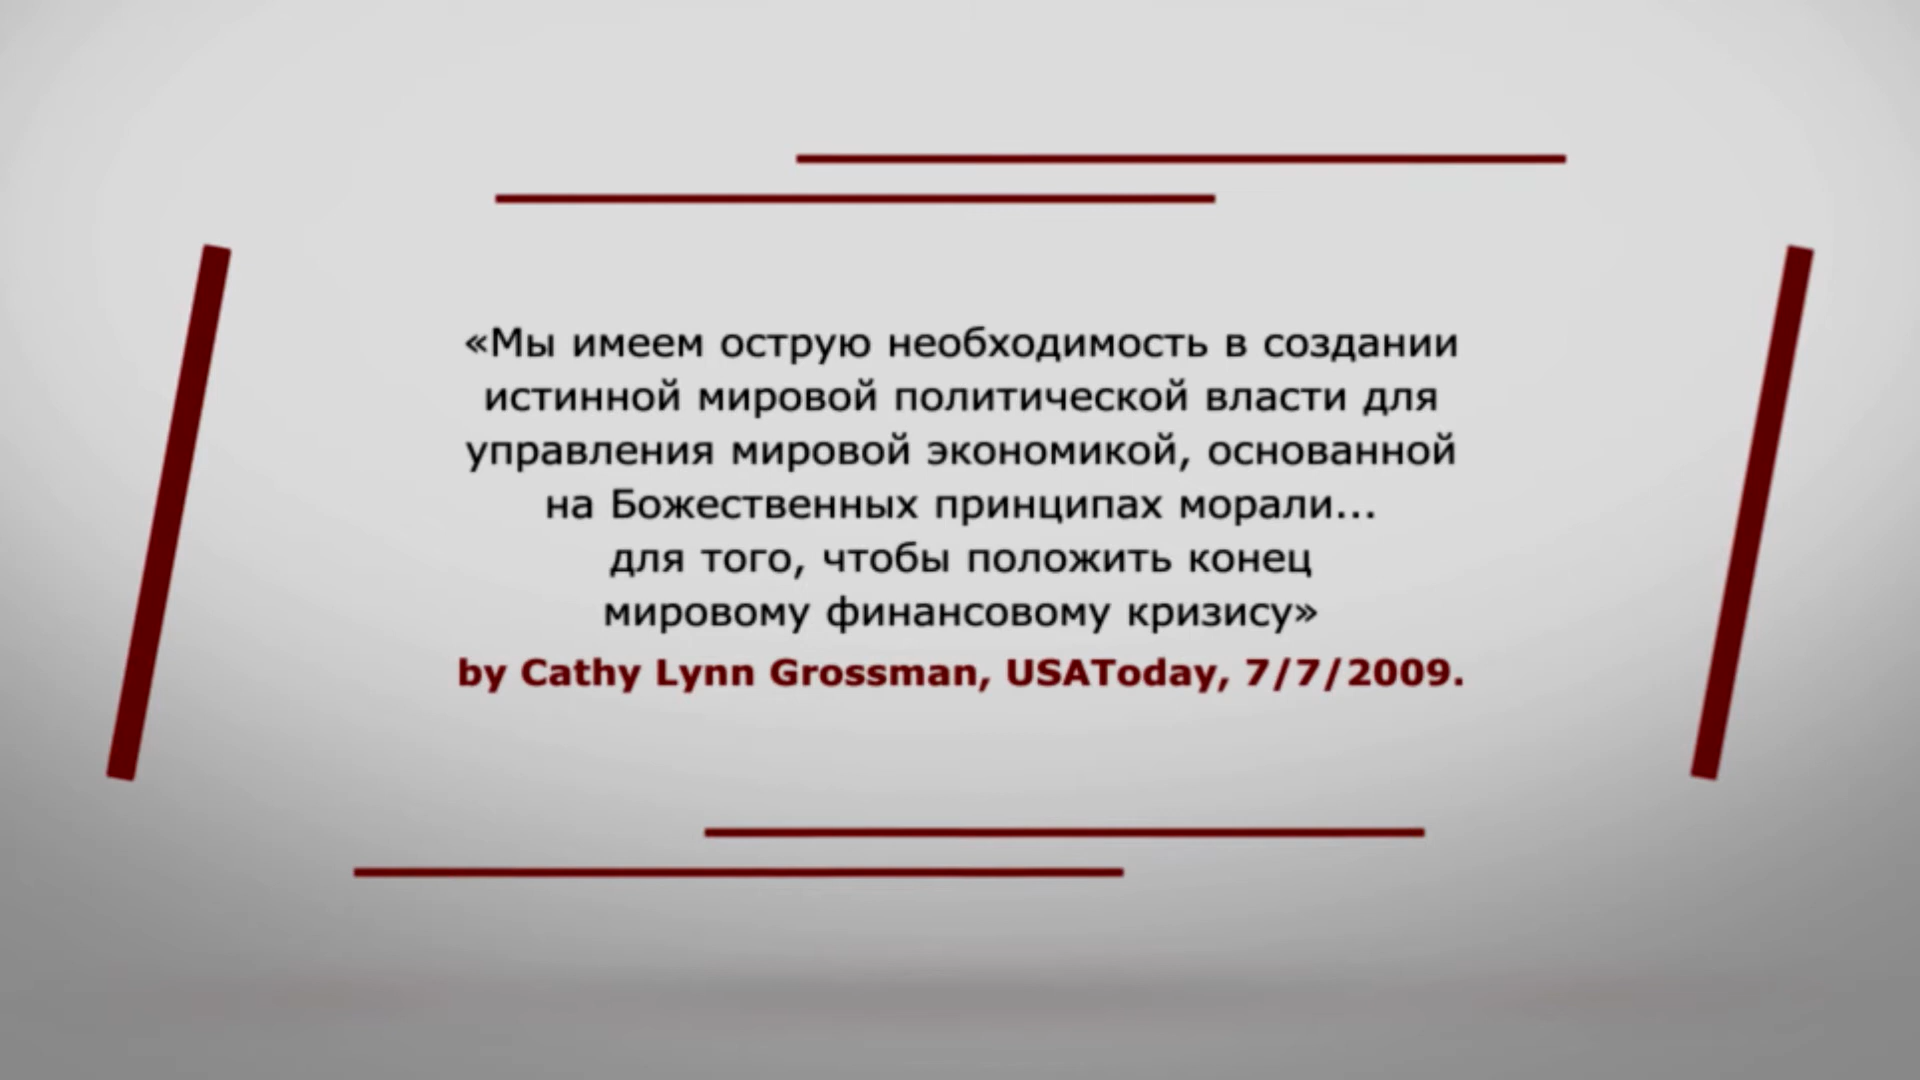 «Мы имеем острую необходимость в создании
истинной мировой политической власти для
управления мировой экономикой, основанной
на Божественных принципах морали...
для того, чтобы положить конец
мировому финансовому кризису»
by Cathy Lynn Grossman, USAToday, 7/7/2009.